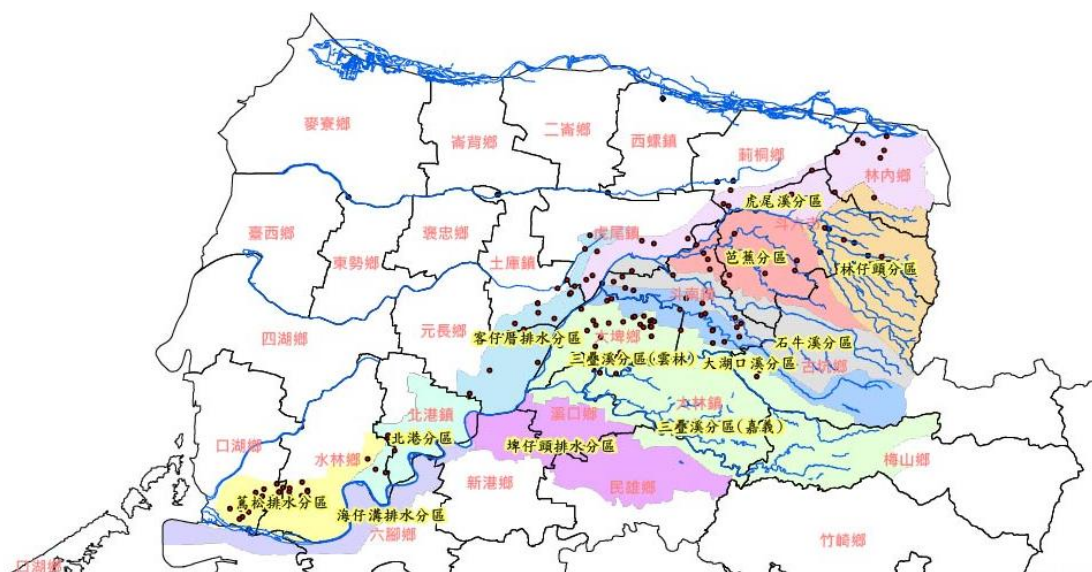 麥寮鄉
崙背鄉
二崙鄉
西螺鎮
莿桐鄉
林內鄉
虎尾溪分區
斗六市
臺西鄉
東勢鄉
褒忠鄉
土庫鎮
虎尾鎮
芭蕉分區
林仔頭分區
斗南鎮
四湖鄉
元長鄉
客仔厝排水分區
大埤鄉
石牛溪分區
三疊溪分區(雲林)
大湖口溪分區
古坑鄉
大林鎮
北港鎮
溪口鄉
三疊溪分區(嘉義)
北港分區
埤仔頭排水分區
口湖鄉
水林鄉
梅山鄉
新港鄉
民雄鄉
蔦松排水分區
海仔溝排水分區
六腳鄉
竹崎鄉
口湖鄉